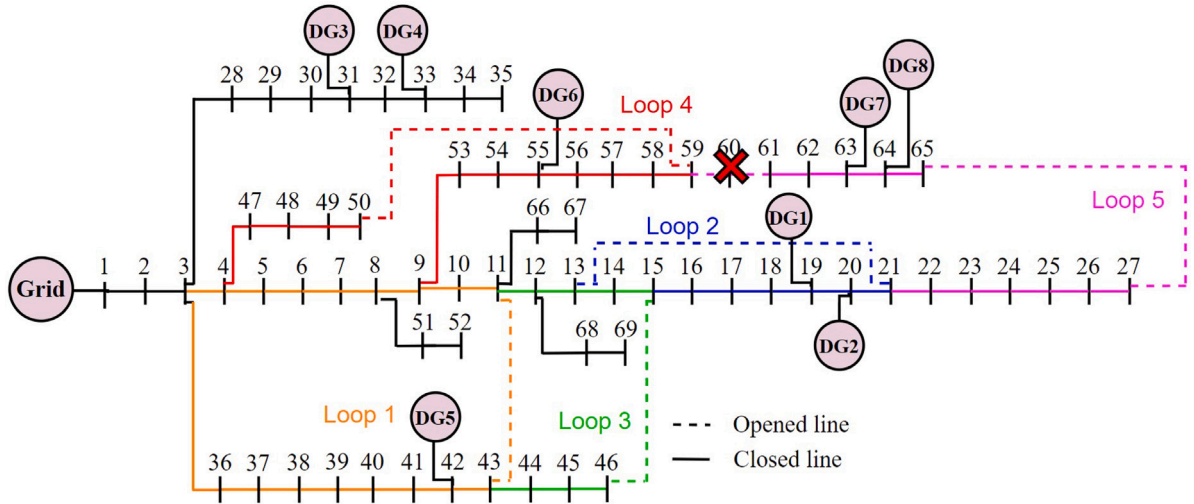 DG3 DG4
28 29 30 31 32 33 34 35
DG6
Loop 4
DG7
DG8
53 54 55 56 57 58 59 60 61 62 63 64 65
47 48 49 50
66 67
Loop 2
DG1
Loop 5
Grid
1 2 3 4 5 6 7 8 9 10 11 12 13 14 15 16 17 18 19 20 21 22 23 24 25 26 27
51 52
68 69
DG2
Loop 1
DG5
Loop 3
Opened line
Closed line
36 37 38 39 40 41 42 43 44 45 46